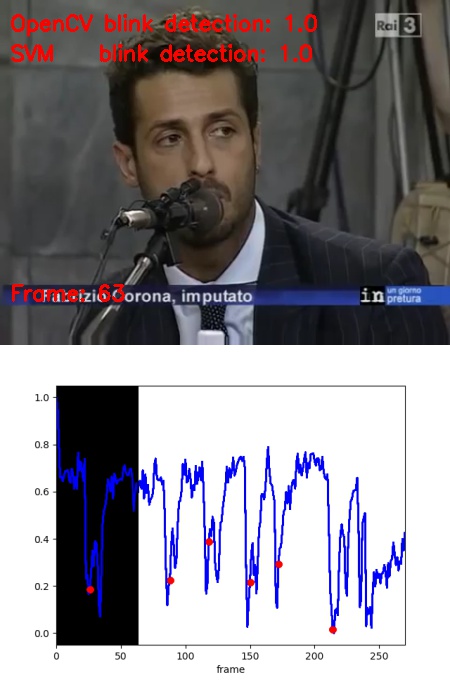 OpenCV blink detection: 1.0
Rai 3
SVM blink detection: 1.0
Frame: 63
Fabrizio Corona, imputato
in un giorno
pretura
1.0
0.8
0.6
0.4
0.2
0.0
0 50 100 150 200 250
frame